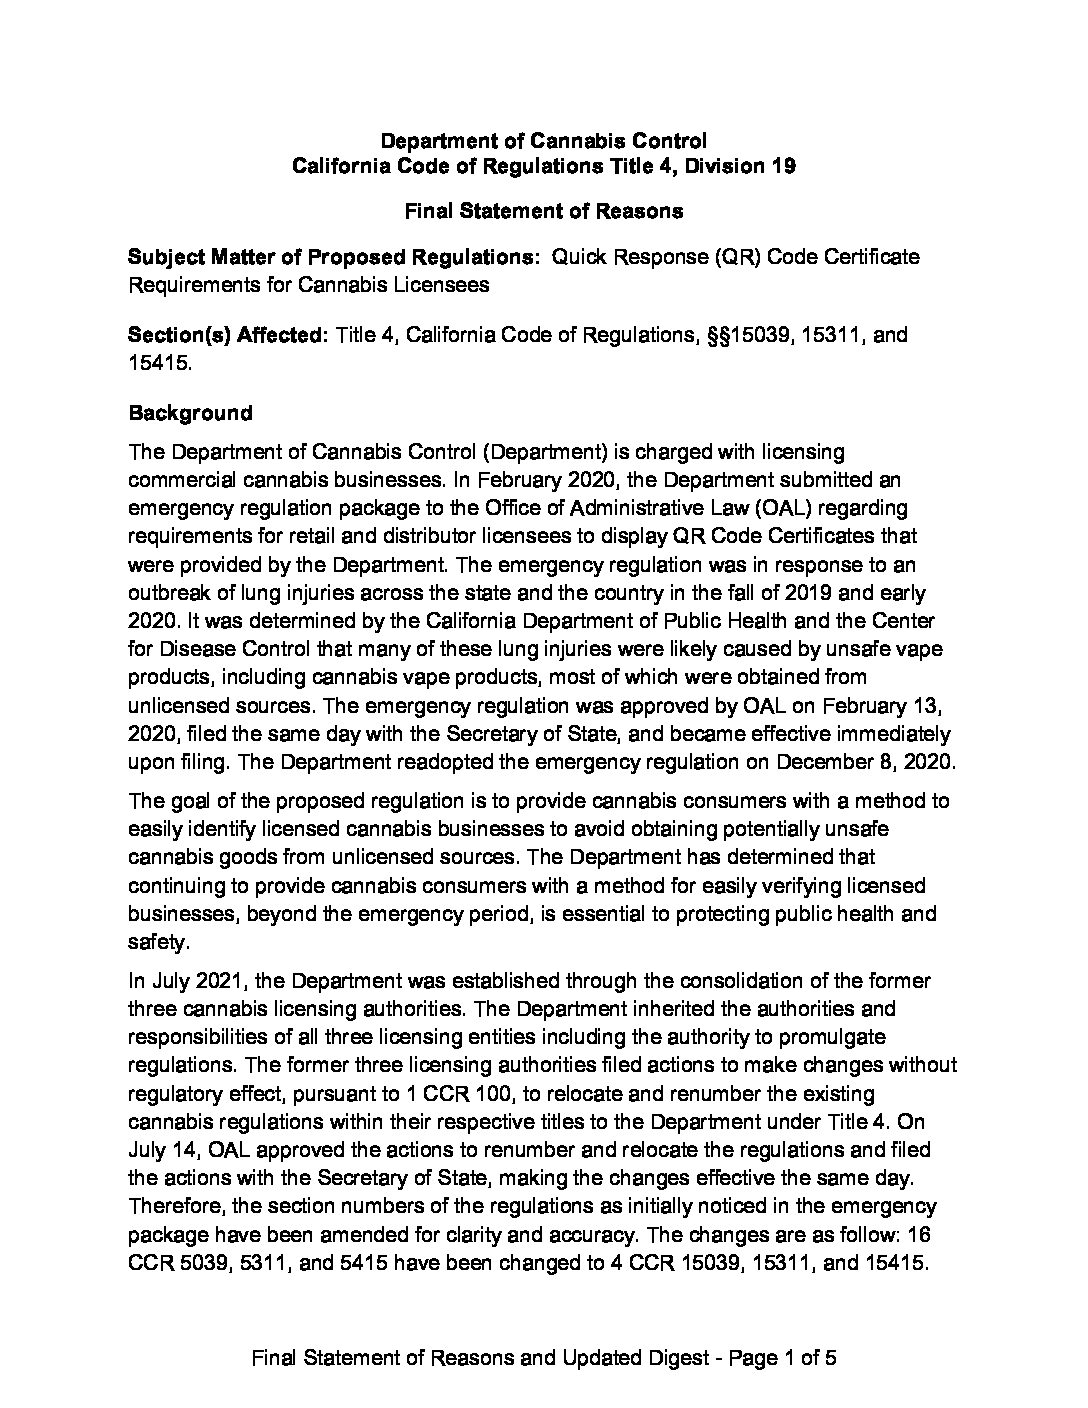 Department of Cannabis Control
California Code of Regulations Title 4, Division 19
Final Statement of Reasons
Subject Matter of Proposed Regulations:  Quick Response (QR) Code Certificate
Requirements for Cannabis Licensees
Section(s) Affected: Title 4, California Code of Regulations, §§15039, 15311, and
15415.
Background
The Department of Cannabis Control (Department) is charged with licensing
commercial cannabis businesses. In February 2020, the Department submitted an
emergency regulation package to the Office of Administrative Law (OAL) regarding
requirements for retail and distributor licensees to display QR Code Certificates that
were provided by the Department. The emergency regulation was in response to an
outbreak of lung injuries across the state and the country in the fall of 2019 and early
2020. It was determined by the California Department of Public Health and the Center
for Disease Control that many of these lung injuries were likely caused by unsafe vape
products, including cannabis vape products, most of which were obtained from
unlicensed sources. The emergency regulation was approved by OAL on February 13,
2020, filed the same day with the Secretary of State, and became effective immediately
upon filing. The Department readopted the emergency regulation on December 8, 2020.
The goal of the proposed regulation is to provide cannabis consumers with a method to
easily identify licensed cannabis businesses to avoid obtaining potentially unsafe
cannabis goods from unlicensed sources. The Department has determined that
continuing to provide cannabis consumers with a method for easily verifying licensed
businesses, beyond the emergency period, is essential to protecting public health and
safety.
In July 2021, the Department was established through the consolidation of the former
three cannabis licensing authorities. The Department inherited the authorities and
responsibilities of all three licensing entities including the authority to promulgate
regulations. The former three licensing authorities filed actions to make changes without
regulatory effect, pursuant to 1 CCR 100, to relocate and renumber the existing
cannabis regulations within their respective titles to the Department under Title 4. On
July 14, OAL approved the actions to renumber and relocate the regulations and filed
the actions with the Secretary of State, making the changes effective the same day.
Therefore, the section numbers of the regulations as initially noticed in the emergency
package have been amended for clarity and accuracy. The changes are as follow: 16
CCR 5039, 5311, and 5415 have been changed to 4 CCR 15039, 15311, and 15415.
Final Statement of Reasons and Updated Digest - Page 1 of 5